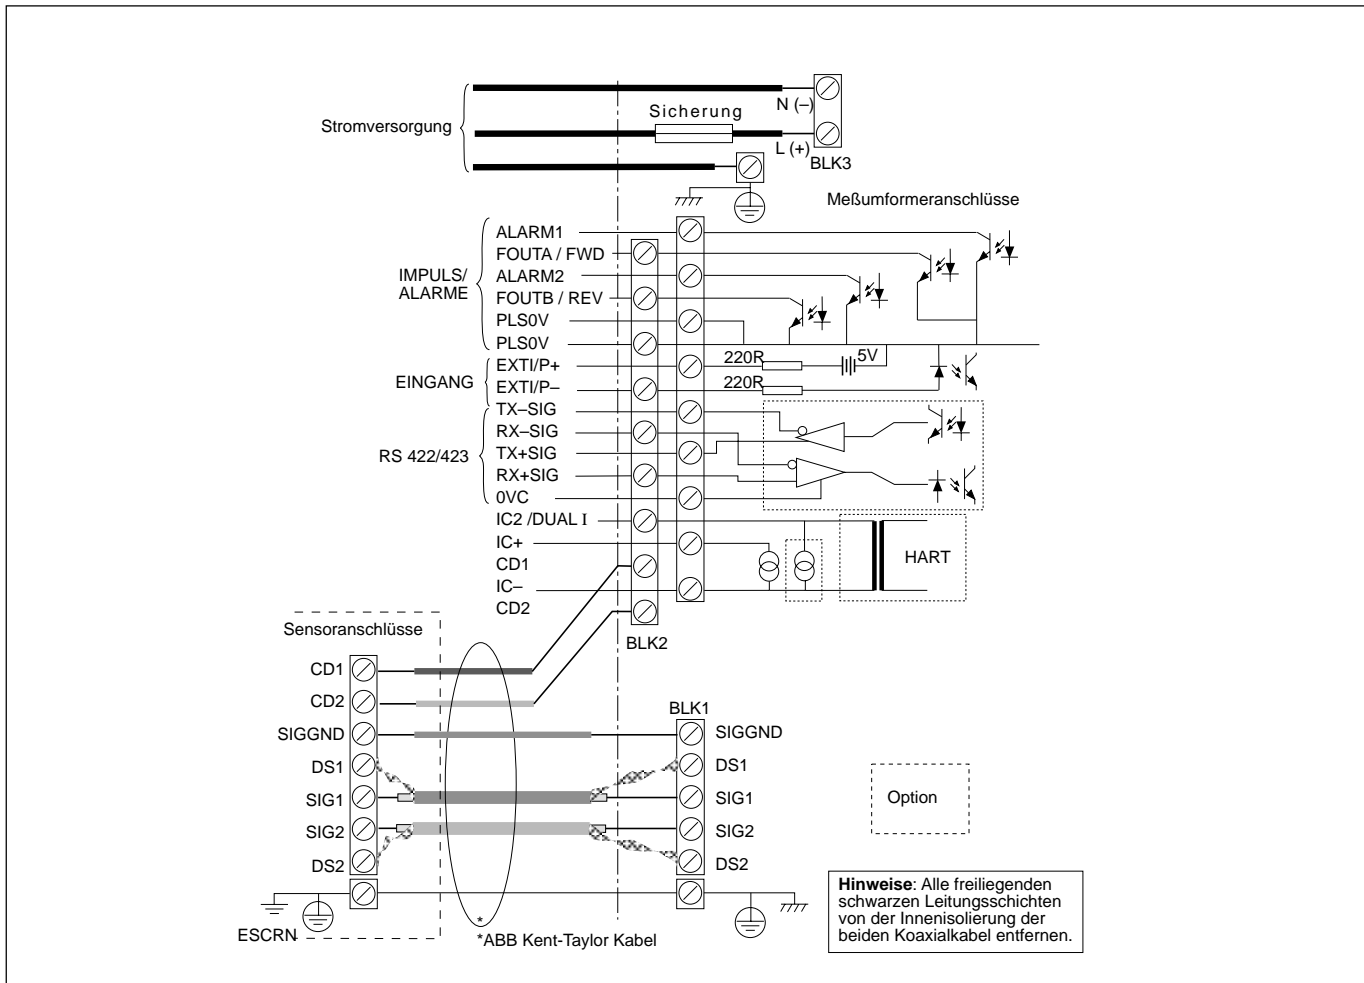 N (–)
Sicherung
Stromversorgung
L (+)
BLK3
Meßumformeranschlüsse
ALARM1
FOUTA / FWD
IMPULS/
ALARME
ALARM2
FOUTB / REV
PLS0V
PLS0V
EXTI/P+
220R
5V
EINGANG
EXTI/P–
220R
TX–SIG
RX–SIG
RS 422/423
TX+SIG
RX+SIG
0VC
IC2 /DUAL I
IC+
HART
CD1
IC–
CD2
Sensoranschlüsse
BLK2
CD1
CD2
BLK1
SIGGND
SIGGND
DS1
DS1
SIG1
SIG1
Option
SIG2
SIG2
DS2
DS2
Hinweise: Alle freiliegenden
schwarzen Leitungsschichten
von der Innenisolierung der
beiden Koaxialkabel entfernen.
ESCRN
*
*ABB Kent-Taylor Kabel